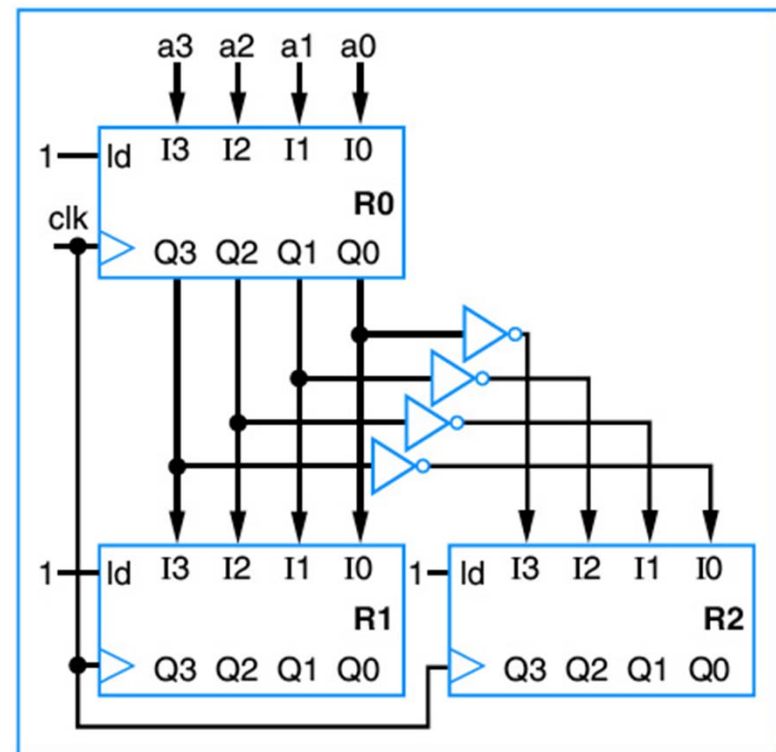 a3 a2 a1 a0
1 ld I3 I2 I1 I0
R0
clk
Q3 Q2 Q1 Q0
1 ld I3 I2 I1 I0 1 ld I3 I2 I1 I0
R1 R2
Q3 Q2 Q1 Q0 Q3 Q2 Q1 Q0